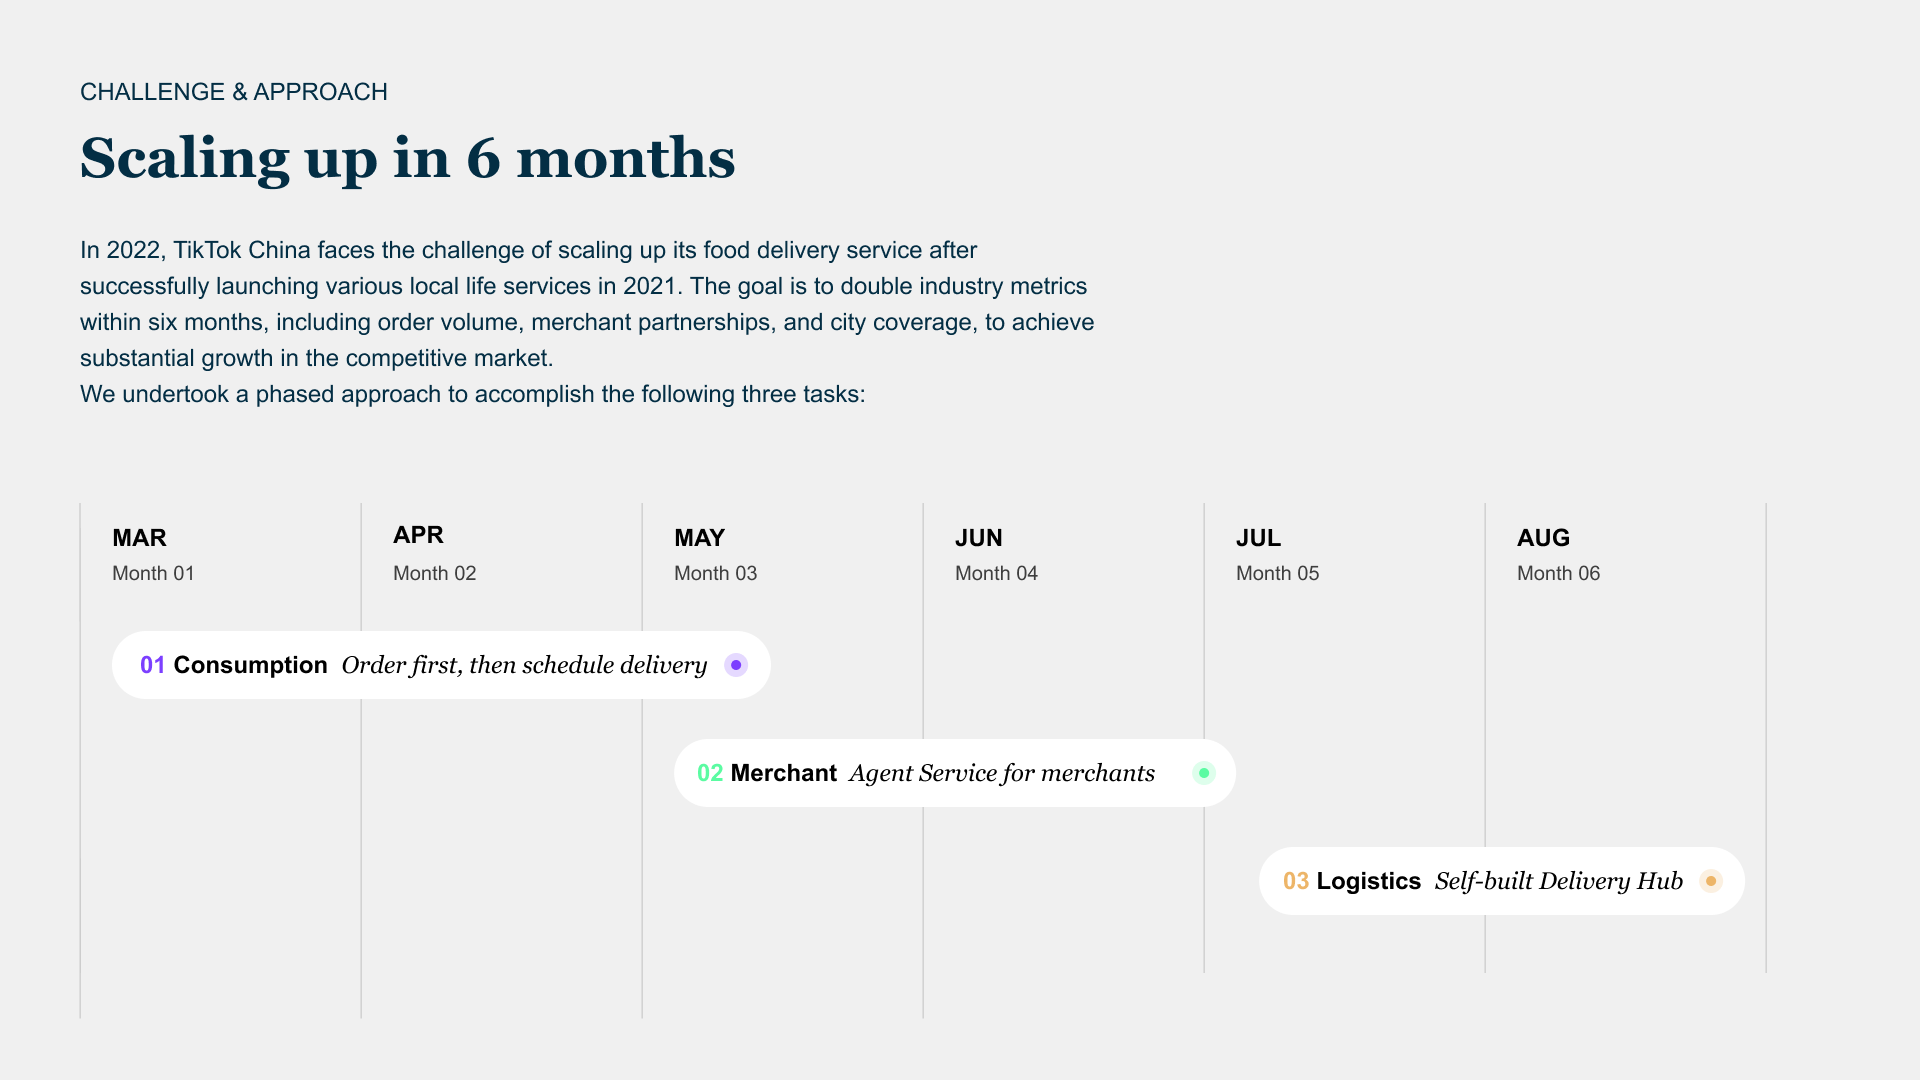 CHALLENGE & APPROACH
Scaling up in 6 months
In 2022, TikTok China faces the challenge of scaling up its food delivery service after
successfully launching various local life services in 2021. The goal is to double industry metrics
within six months, including order volume, merchant partnerships, and city coverage, to achieve
substantial growth in the competitive market.
We undertook a phased approach to accomplish the following three tasks:
MAR
Month 01
APR
Month 02
MAY
Month 03
JUN
Month 04
JUL
Month 05
AUG
Month 06
01 Consumption Order first, then schedule delivery
02 Merchant Agent Service for merchants
03 Logistics Self-built Delivery Hub